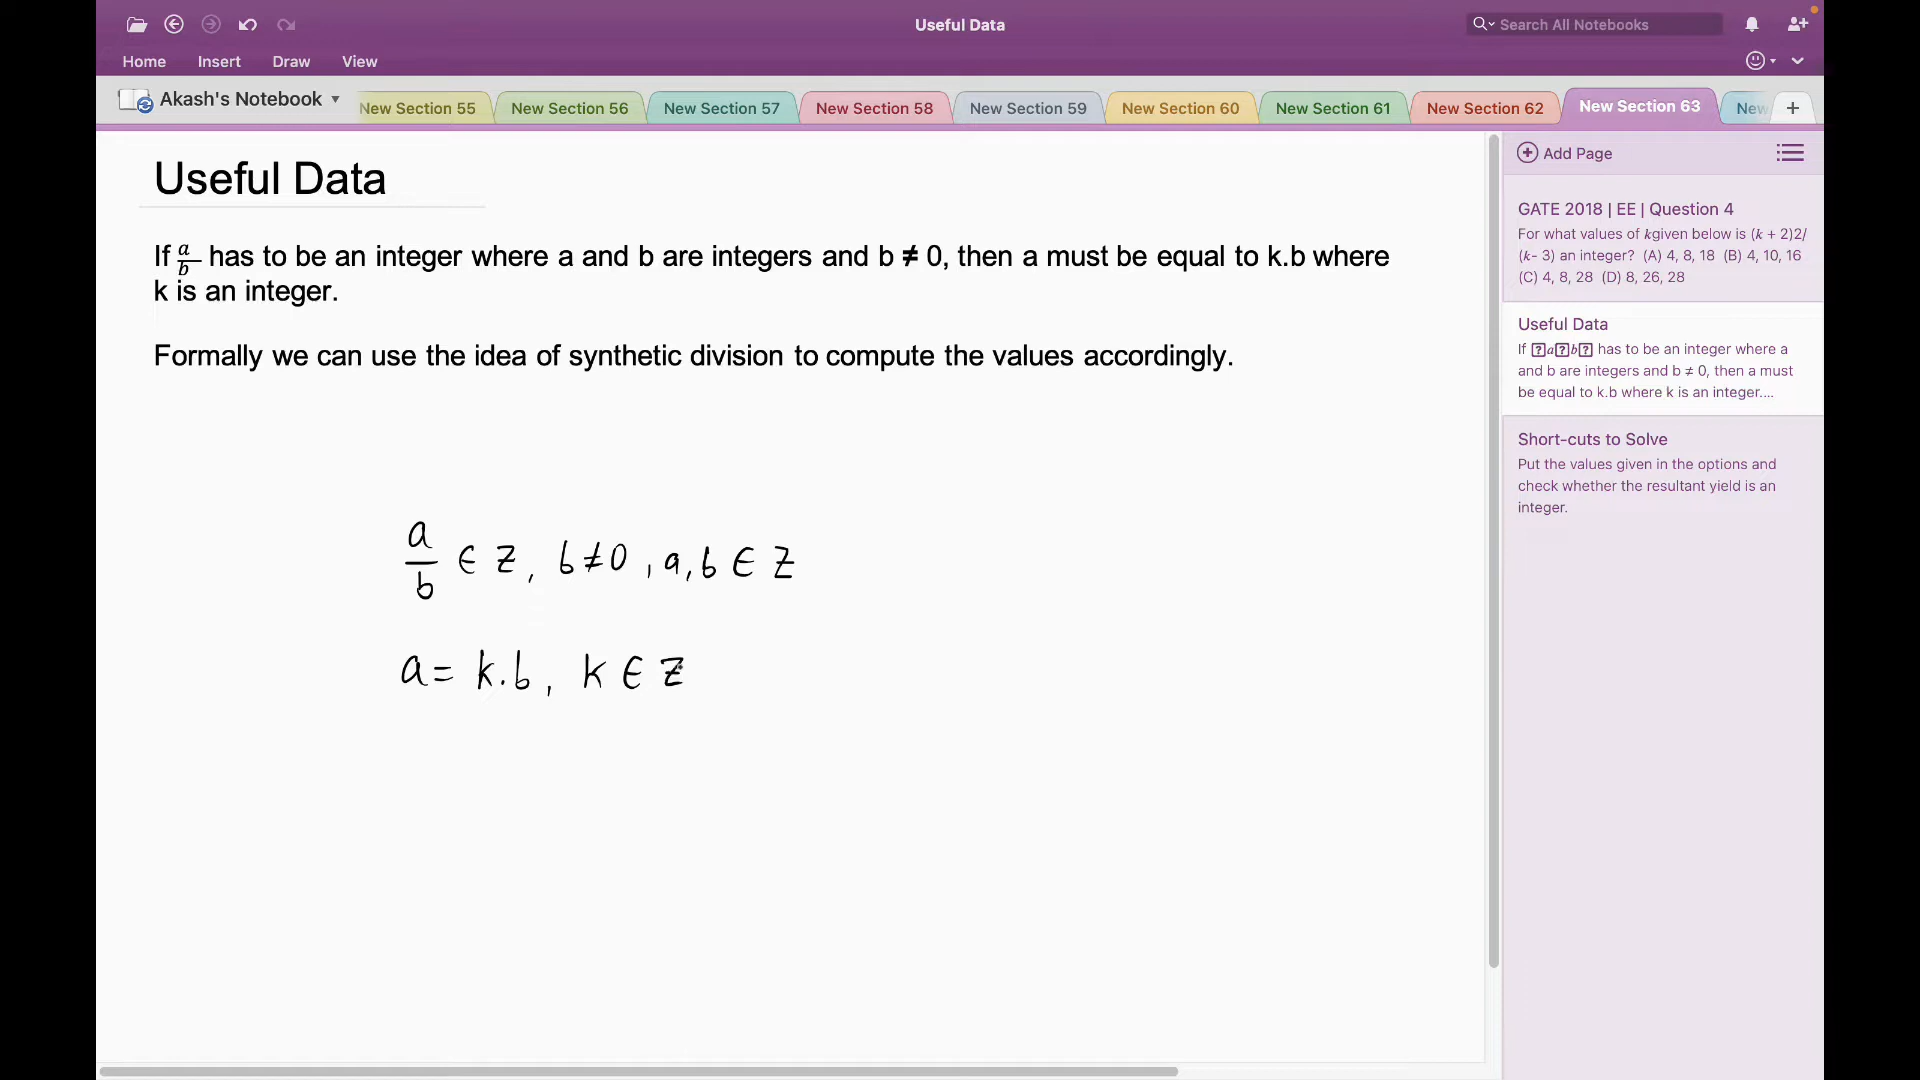 Useful Data
Search All Notebooks
Home Insert Draw View
Akash's Notebook
New Section 55 New Section 56 New Section 57 New Section 58 New Section 59 New Section 60 New Section 61 New Section 62 New Section 63 New
Useful Data
If a/b has to be an integer where a and b are integers and b ≠ 0, then a must be equal to k.b where
k is an integer.
Formally we can use the idea of synthetic division to compute the values accordingly.
a/b ∈ Z, b≠0, a,b ∈ Z
a= k.b, k ∈ Z
Add Page
GATE 2018 | EE | Question 4
For what values of kgiven below is (k + 2)2/
(k- 3) an integer? (A) 4, 8, 18 (B) 4, 10, 16
(C) 4, 8, 28 (D) 8, 26, 28
Useful Data
If �a�b� has to be an integer where a
and b are integers and b ≠ 0, then a must
be equal to k.b where k is an integer....
Short-cuts to Solve
Put the values given in the options and
check whether the resultant yield is an
integer.